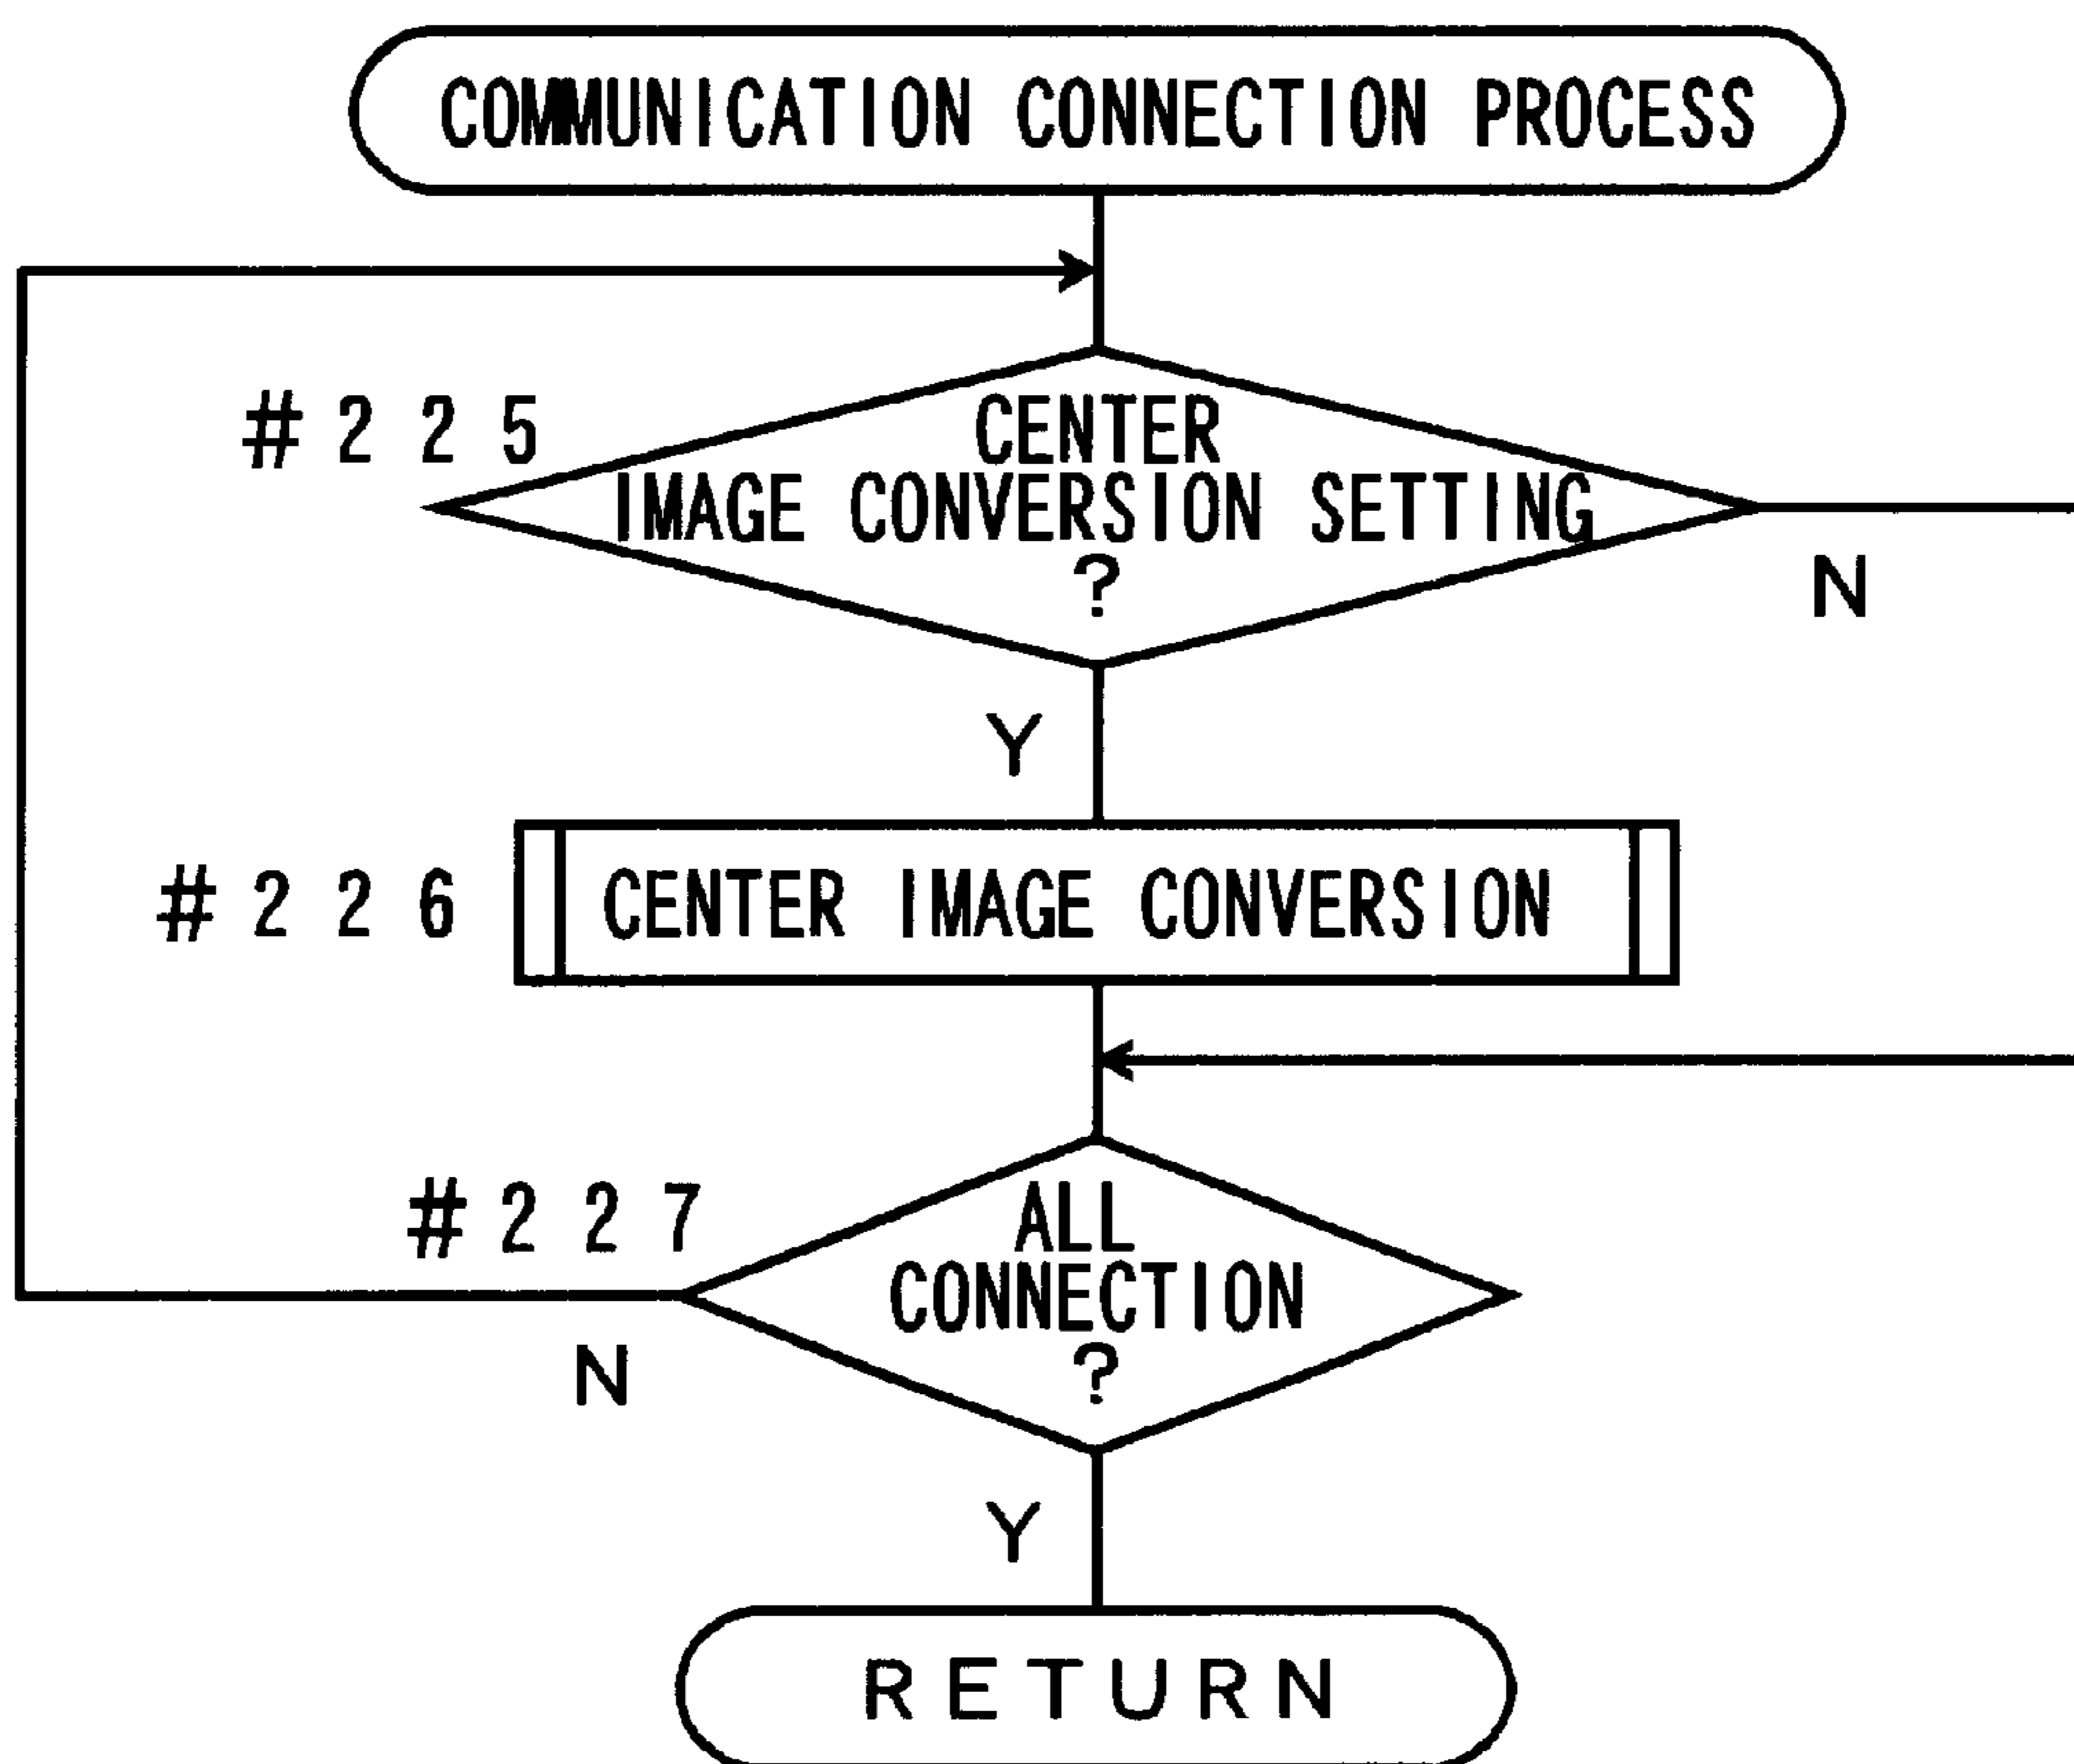 COMMUNICATION CONNECTION PROCESS
#225
CENTER
IMAGE CONVERSION SETTING
?
N
Y
#226
CENTER IMAGE CONVERSION
#227
ALL
CONNECTION
?
N
Y
RETURN